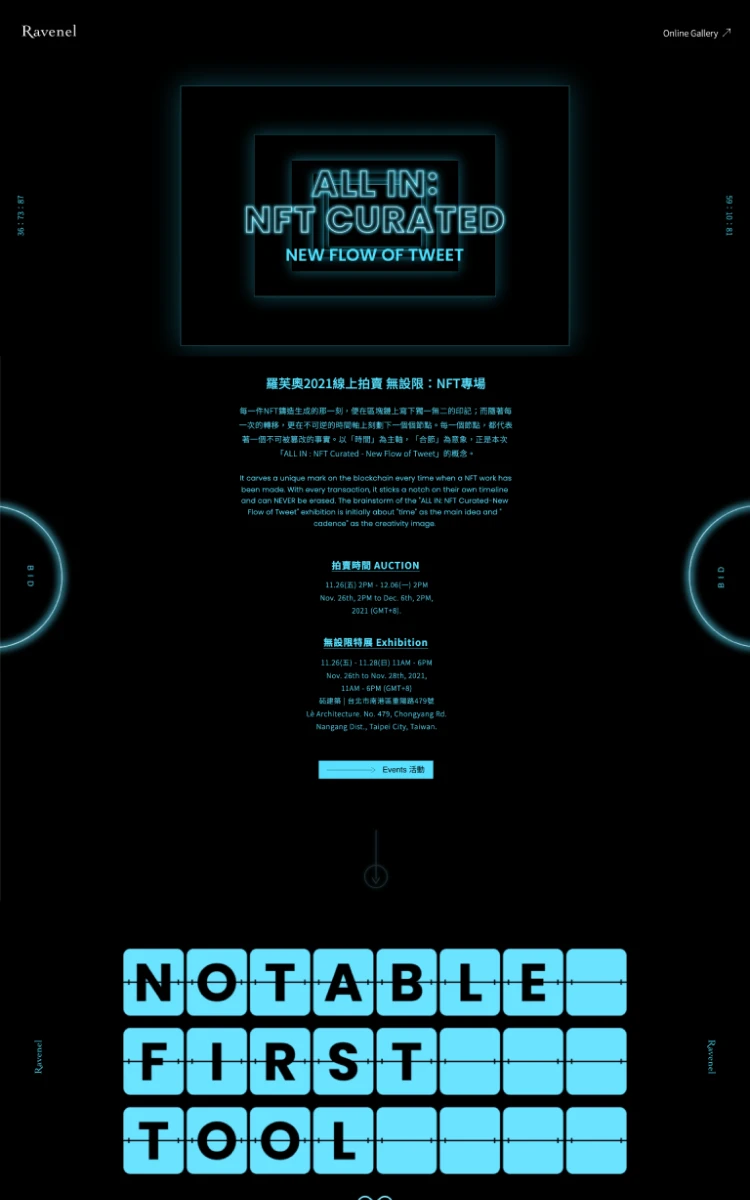 Ravenel
Online Gallery
ALL IN:
NFT CURATED
NEW FLOW OF TWEET
36:73:87
59:10:81
羅芙奧2021線上拍賣 無設限：NFT專場
每一件NFT鑄造生成的那一刻，便在區塊鏈上寫下獨一無二的印記；而隨著每
一次的轉移，更在不可逆的時間軸上刻劃下一個個節點。每一個節點，都代表
著一個不可被篡改的事實。以「時間」為主軸，「合節」為意象，正是本次
「ALL IN : NFT Curated - New Flow of Tweet」的概念。
It carves a unique mark on the blockchain every time when a NFT work has
been made. With every transaction, it sticks a notch on their own timeline
and can NEVER be erased. The brainstorm of the "ALL IN: NFT Curated-New
Flow of Tweet" exhibition is initially about "time" as the main idea and "
cadence" as the creativity image.
BID
BID
拍賣時間 AUCTION
11.26(五) 2PM - 12.06(一) 2PM
Nov. 26th, 2PM to Dec. 6th, 2PM,
2021 (GMT+8).
無設限特展 Exhibition
11.26(五) - 11.28(日) 11AM - 6PM
Nov. 26th to Nov. 28th, 2021,
11AM - 6PM (GMT+8)
砳建築 | 台北市南港區重陽路479號
Lè Architecture. No. 479, Chongyang Rd.
Nangang Dist., Taipei City, Taiwan.
Events 活動
NOTABLE
FIRST
TOOL
Ravenel
Ravenel